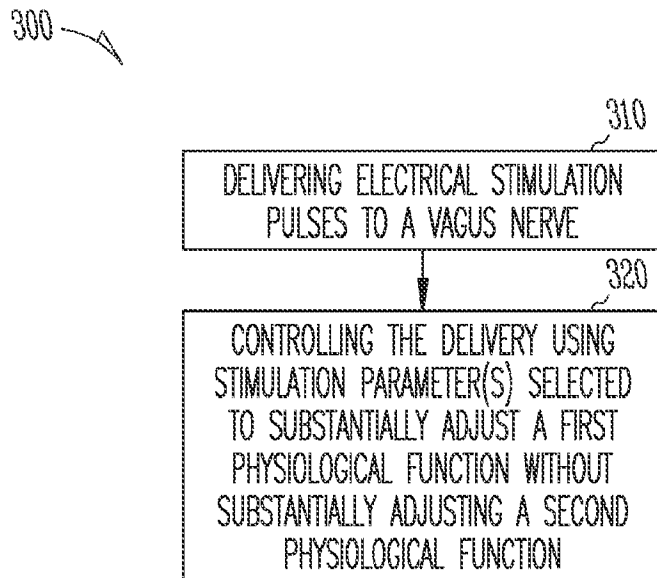 300
310
DELIVERING ELECTRICAL STIMULATION
PULSES TO A VAGUS NERVE
320
CONTROLLING THE DELIVERY USING
STIMULATION PARAMETER(S) SELECTED
TO SUBSTANTIALLY ADJUST A FIRST
PHYSIOLOGICAL FUNCTION WITHOUT
SUBSTANTIALLY ADJUSTING A SECOND
PHYSIOLOGICAL FUNCTION